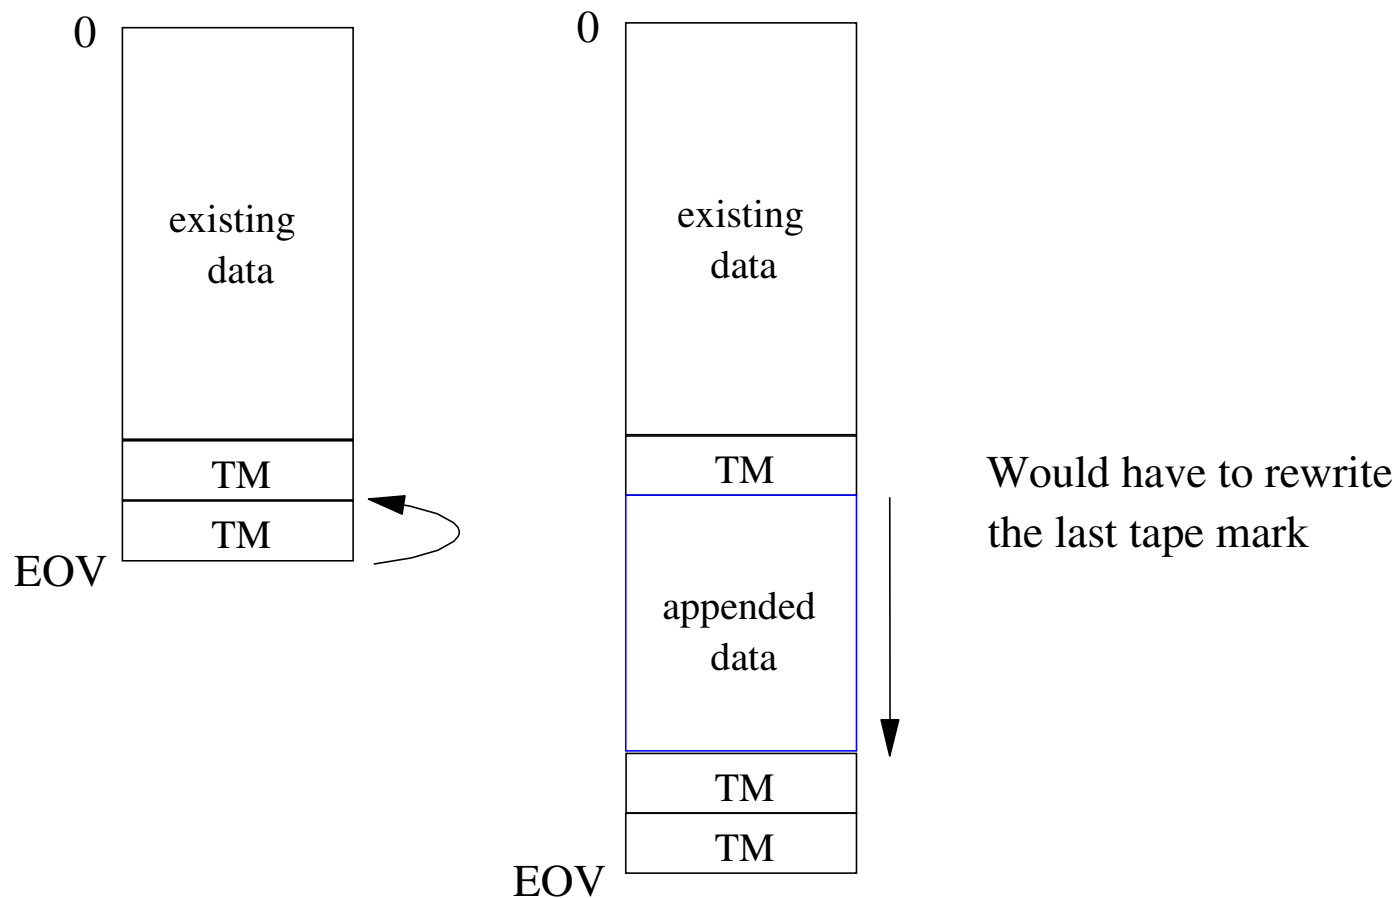 0
existing
data
TM
TM
EOV
0
existing
data
TM
appended
data
TM
TM
EOV
Would have to rewrite
the last tape mark